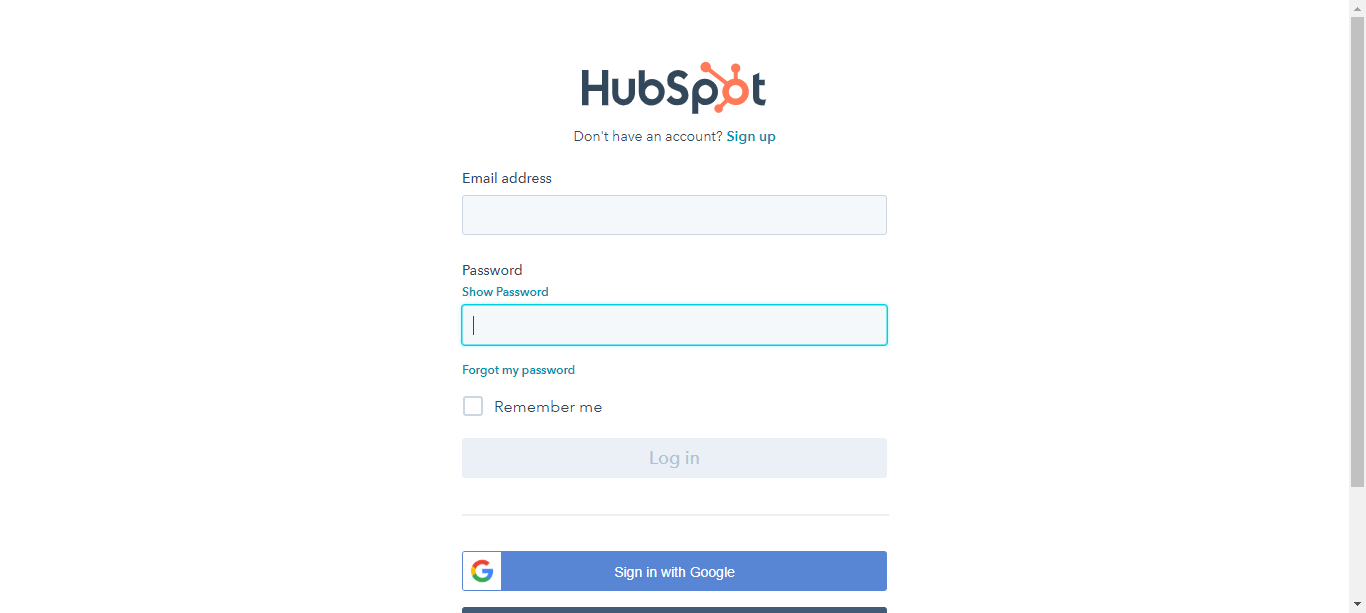 HubSpot
Don't have an account? Sign up
Email address
Password
Show Password
Forgot my password
Remember me
Log in
Sign in with Google